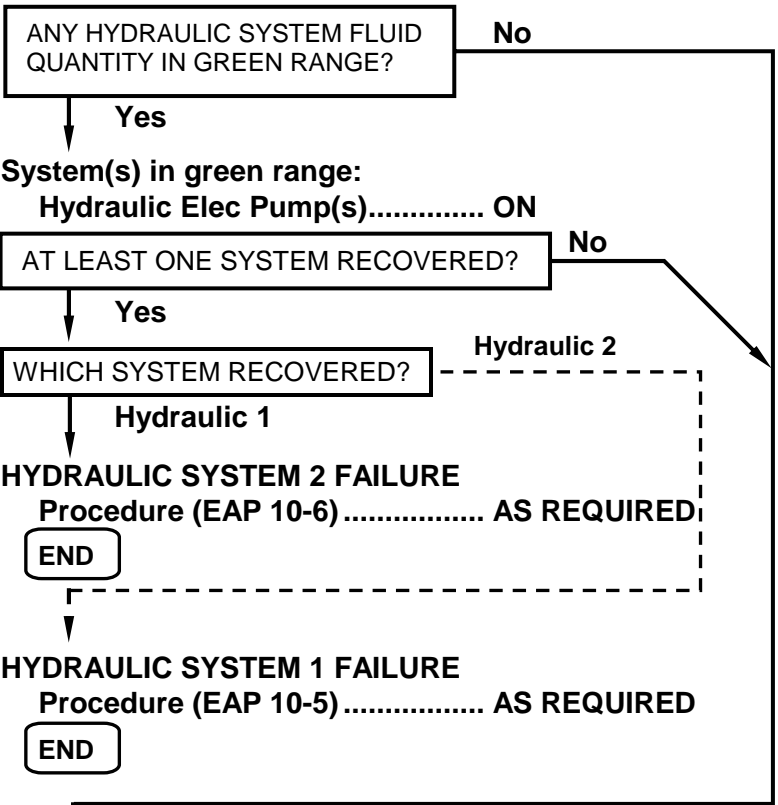 ANY HYDRAULIC SYSTEM FLUID
QUANTITY IN GREEN RANGE?
No
Yes
System(s) in green range:
Hydraulic Elec Pump(s).............. ON
AT LEAST ONE SYSTEM RECOVERED?
No
Yes
WHICH SYSTEM RECOVERED?
Hydraulic 2
Hydraulic 1
HYDRAULIC SYSTEM 2 FAILURE
Procedure (EAP 10-6)................. AS REQUIRED
END
HYDRAULIC SYSTEM 1 FAILURE
Procedure (EAP 10-5)................. AS REQUIRED
END